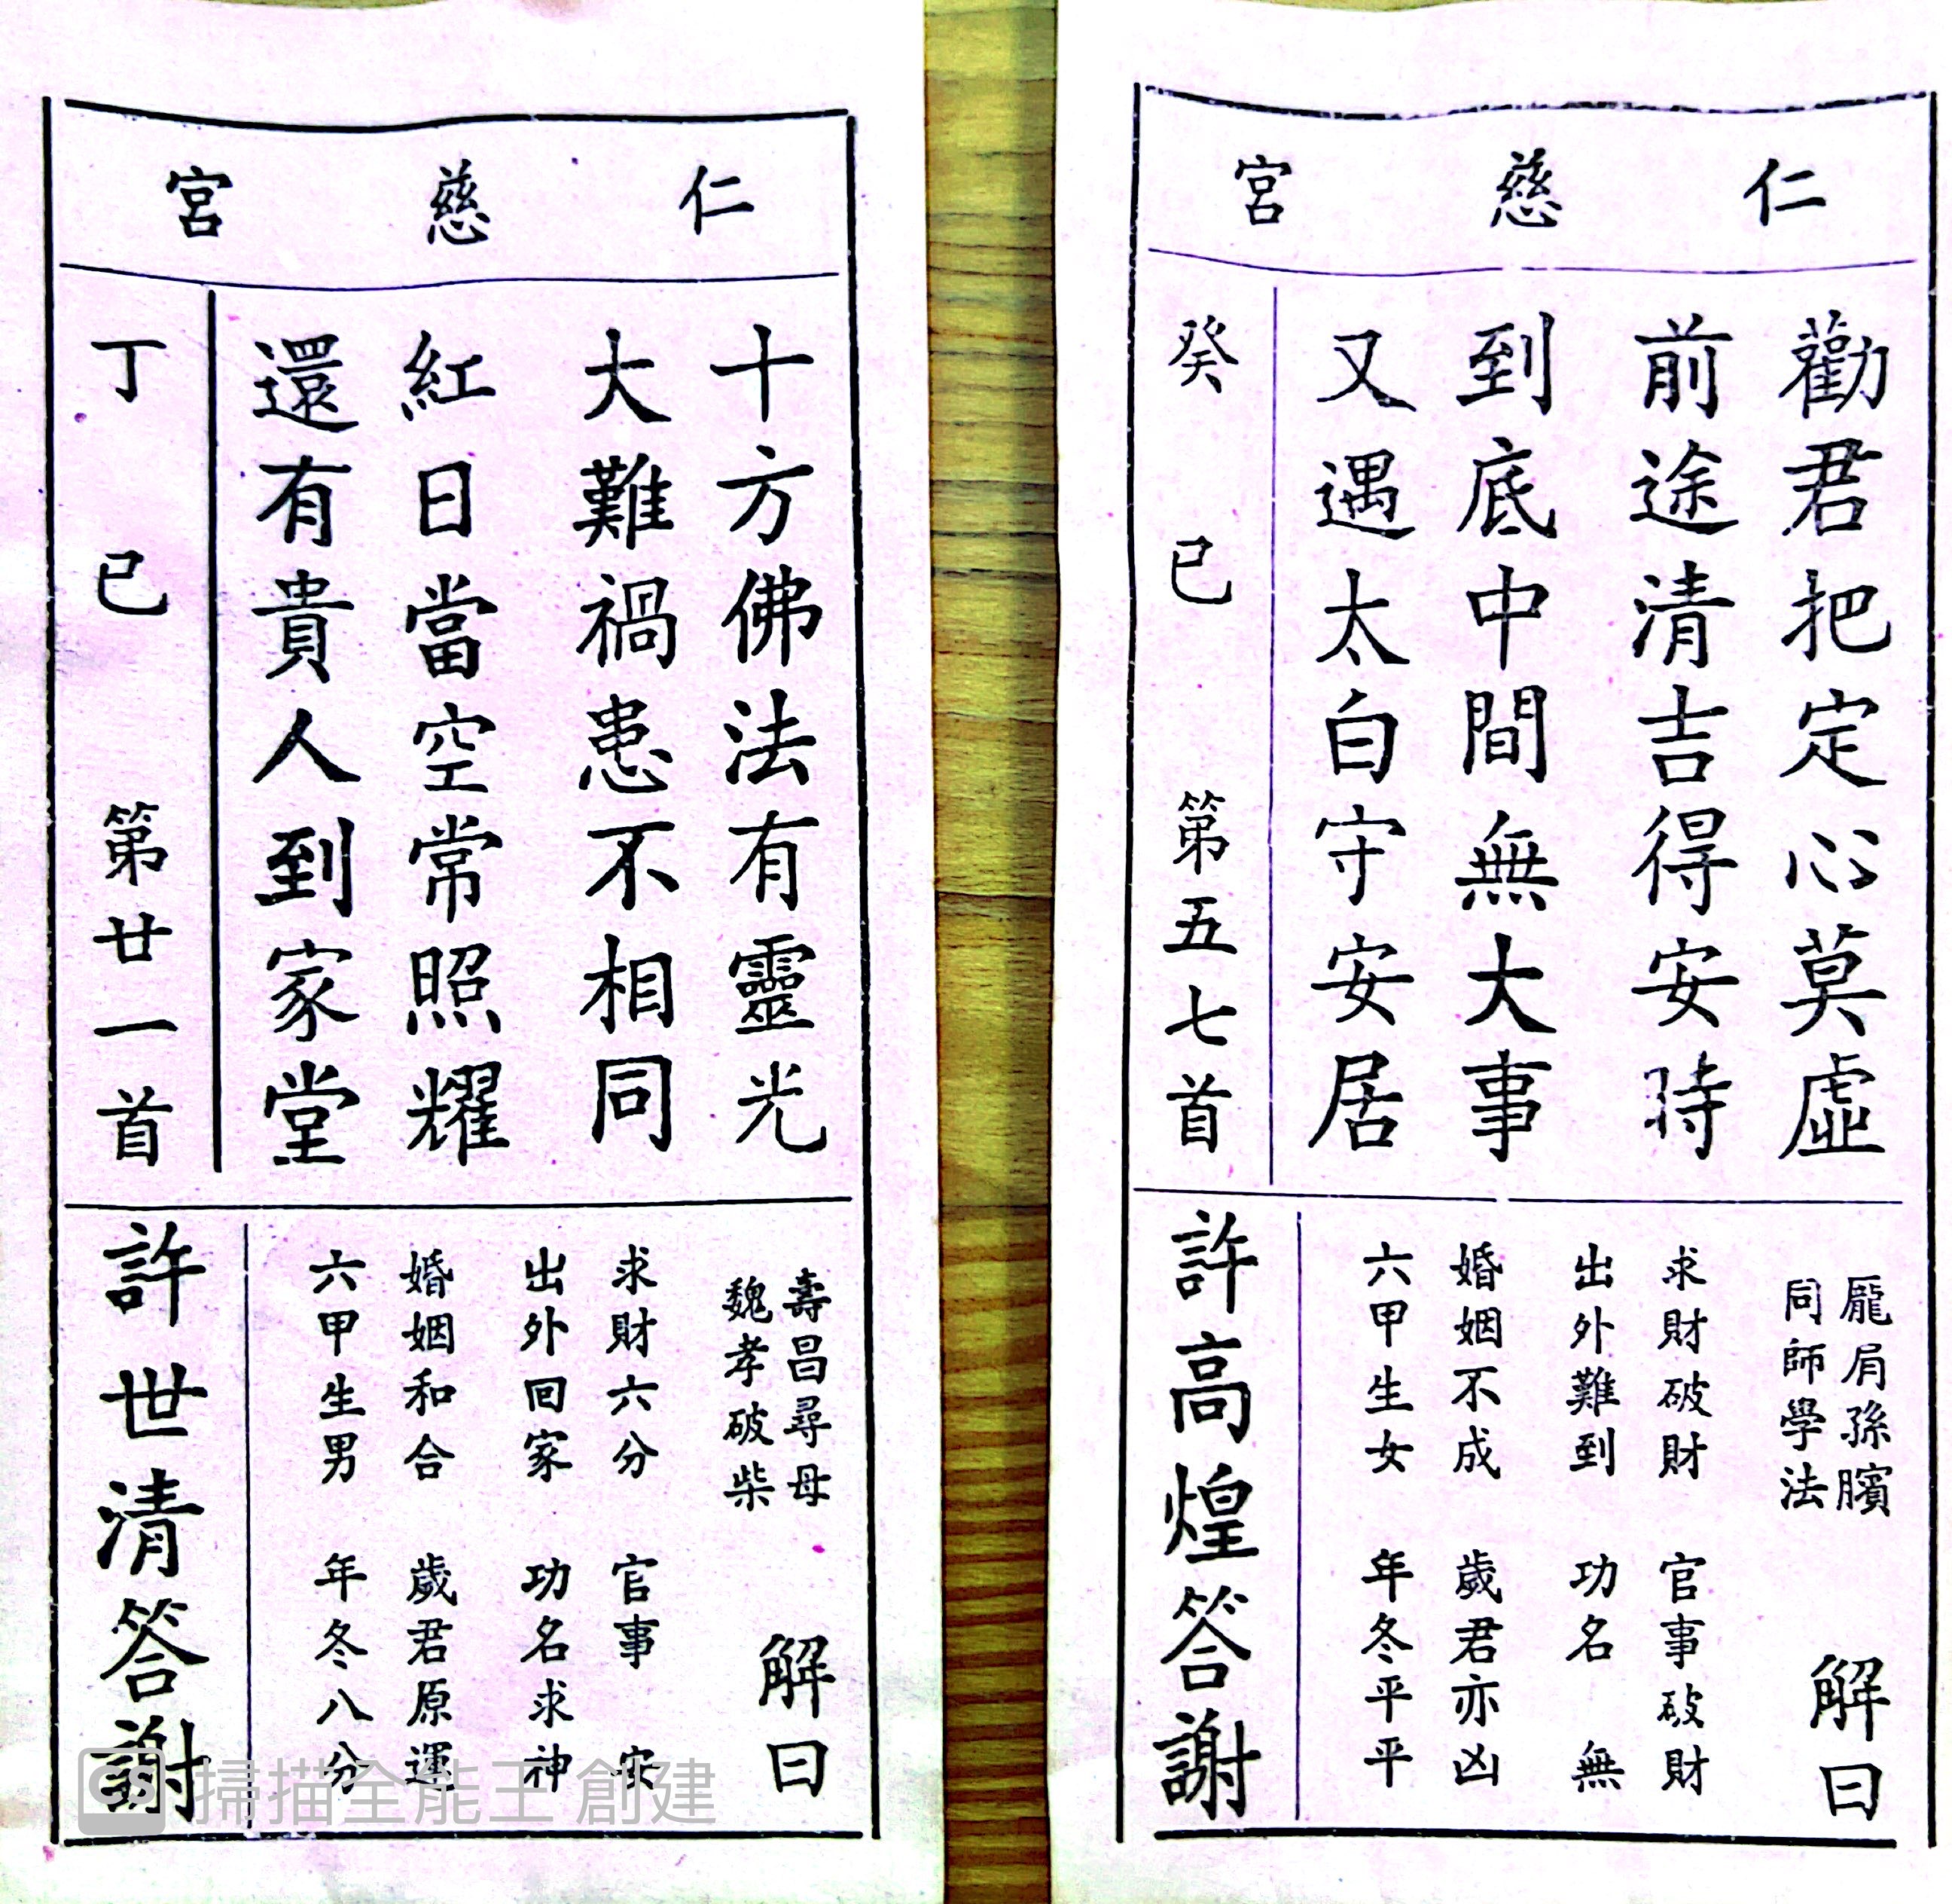 仁慈宮
勸君把定心莫虛
前途清吉得安時
到底中間無大事
又遇太白守安居
癸巳 第五七首
解曰
龐肩孫臏
同師學法
求財破財 官事破財
出外難到 功名 無
婚姻不成 歲君亦凶
六甲生女 年冬平平
許高煌答謝
仁慈宮
十方佛法有靈光
大難禍患不相同
紅日當空常照耀
還有貴人到家堂
丁巳 第廿一首
解曰
壽昌尋母
魏孝破柴
求財六分 官事 安
出外回家 功名求神
婚姻和合 歲君原運
六甲生男 年冬八分
許世清答謝
CS 掃描全能王 創建